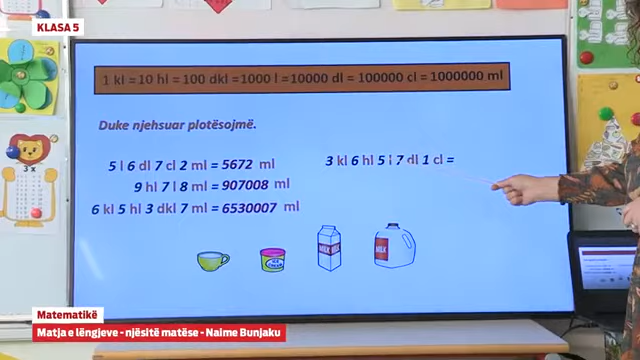 KLASA 5
1 kl =10 hl = 100 dkl =1000 l =10000 dl = 100000 cl = 1000000 ml
Duke njehsuar plotësojmë.
5 l 6 dl 7 cl 2 ml = 5672 ml
9 hl 7 l 8 ml = 907008 ml
6 kl 5 hl 3 dkl 7 ml = 6530007 ml
3 kl 6 hl 5 l 7 dl 1 cl =
MILK
MILK
3 x
Matematikë
Matja e lëngjeve - njësitë matëse - Naime Bunjaku